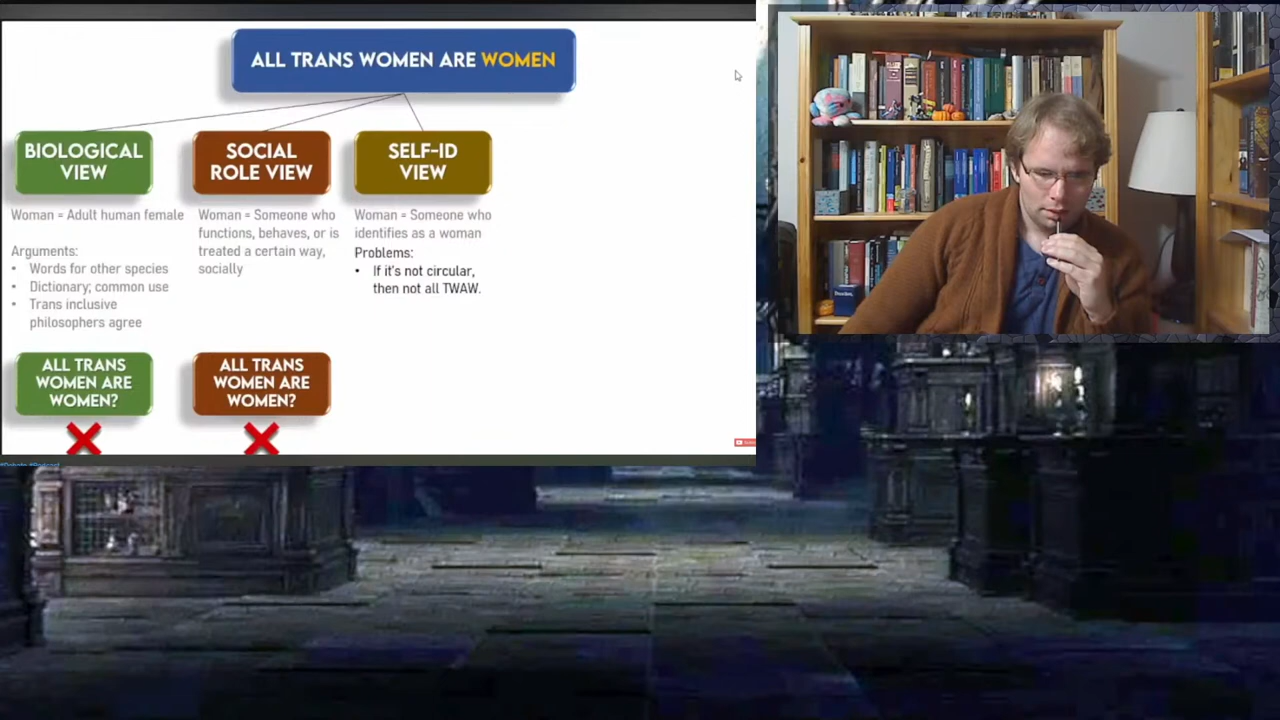 ALL TRANS WOMEN ARE WOMEN
BIOLOGICAL
VIEW
Woman = Adult human female
Arguments:
• Words for other species
• Dictionary; common use
• Trans inclusive
philosophers agree
ALL TRANS
WOMEN ARE
WOMEN?
SOCIAL
ROLE VIEW
Woman = Someone who
functions, behaves, or is
treated a certain way,
socially
ALL TRANS
WOMEN ARE
WOMEN?
SELF-ID
VIEW
Woman = Someone who
identifies as a woman
Problems:
• If it's not circular,
then not all TWAW.